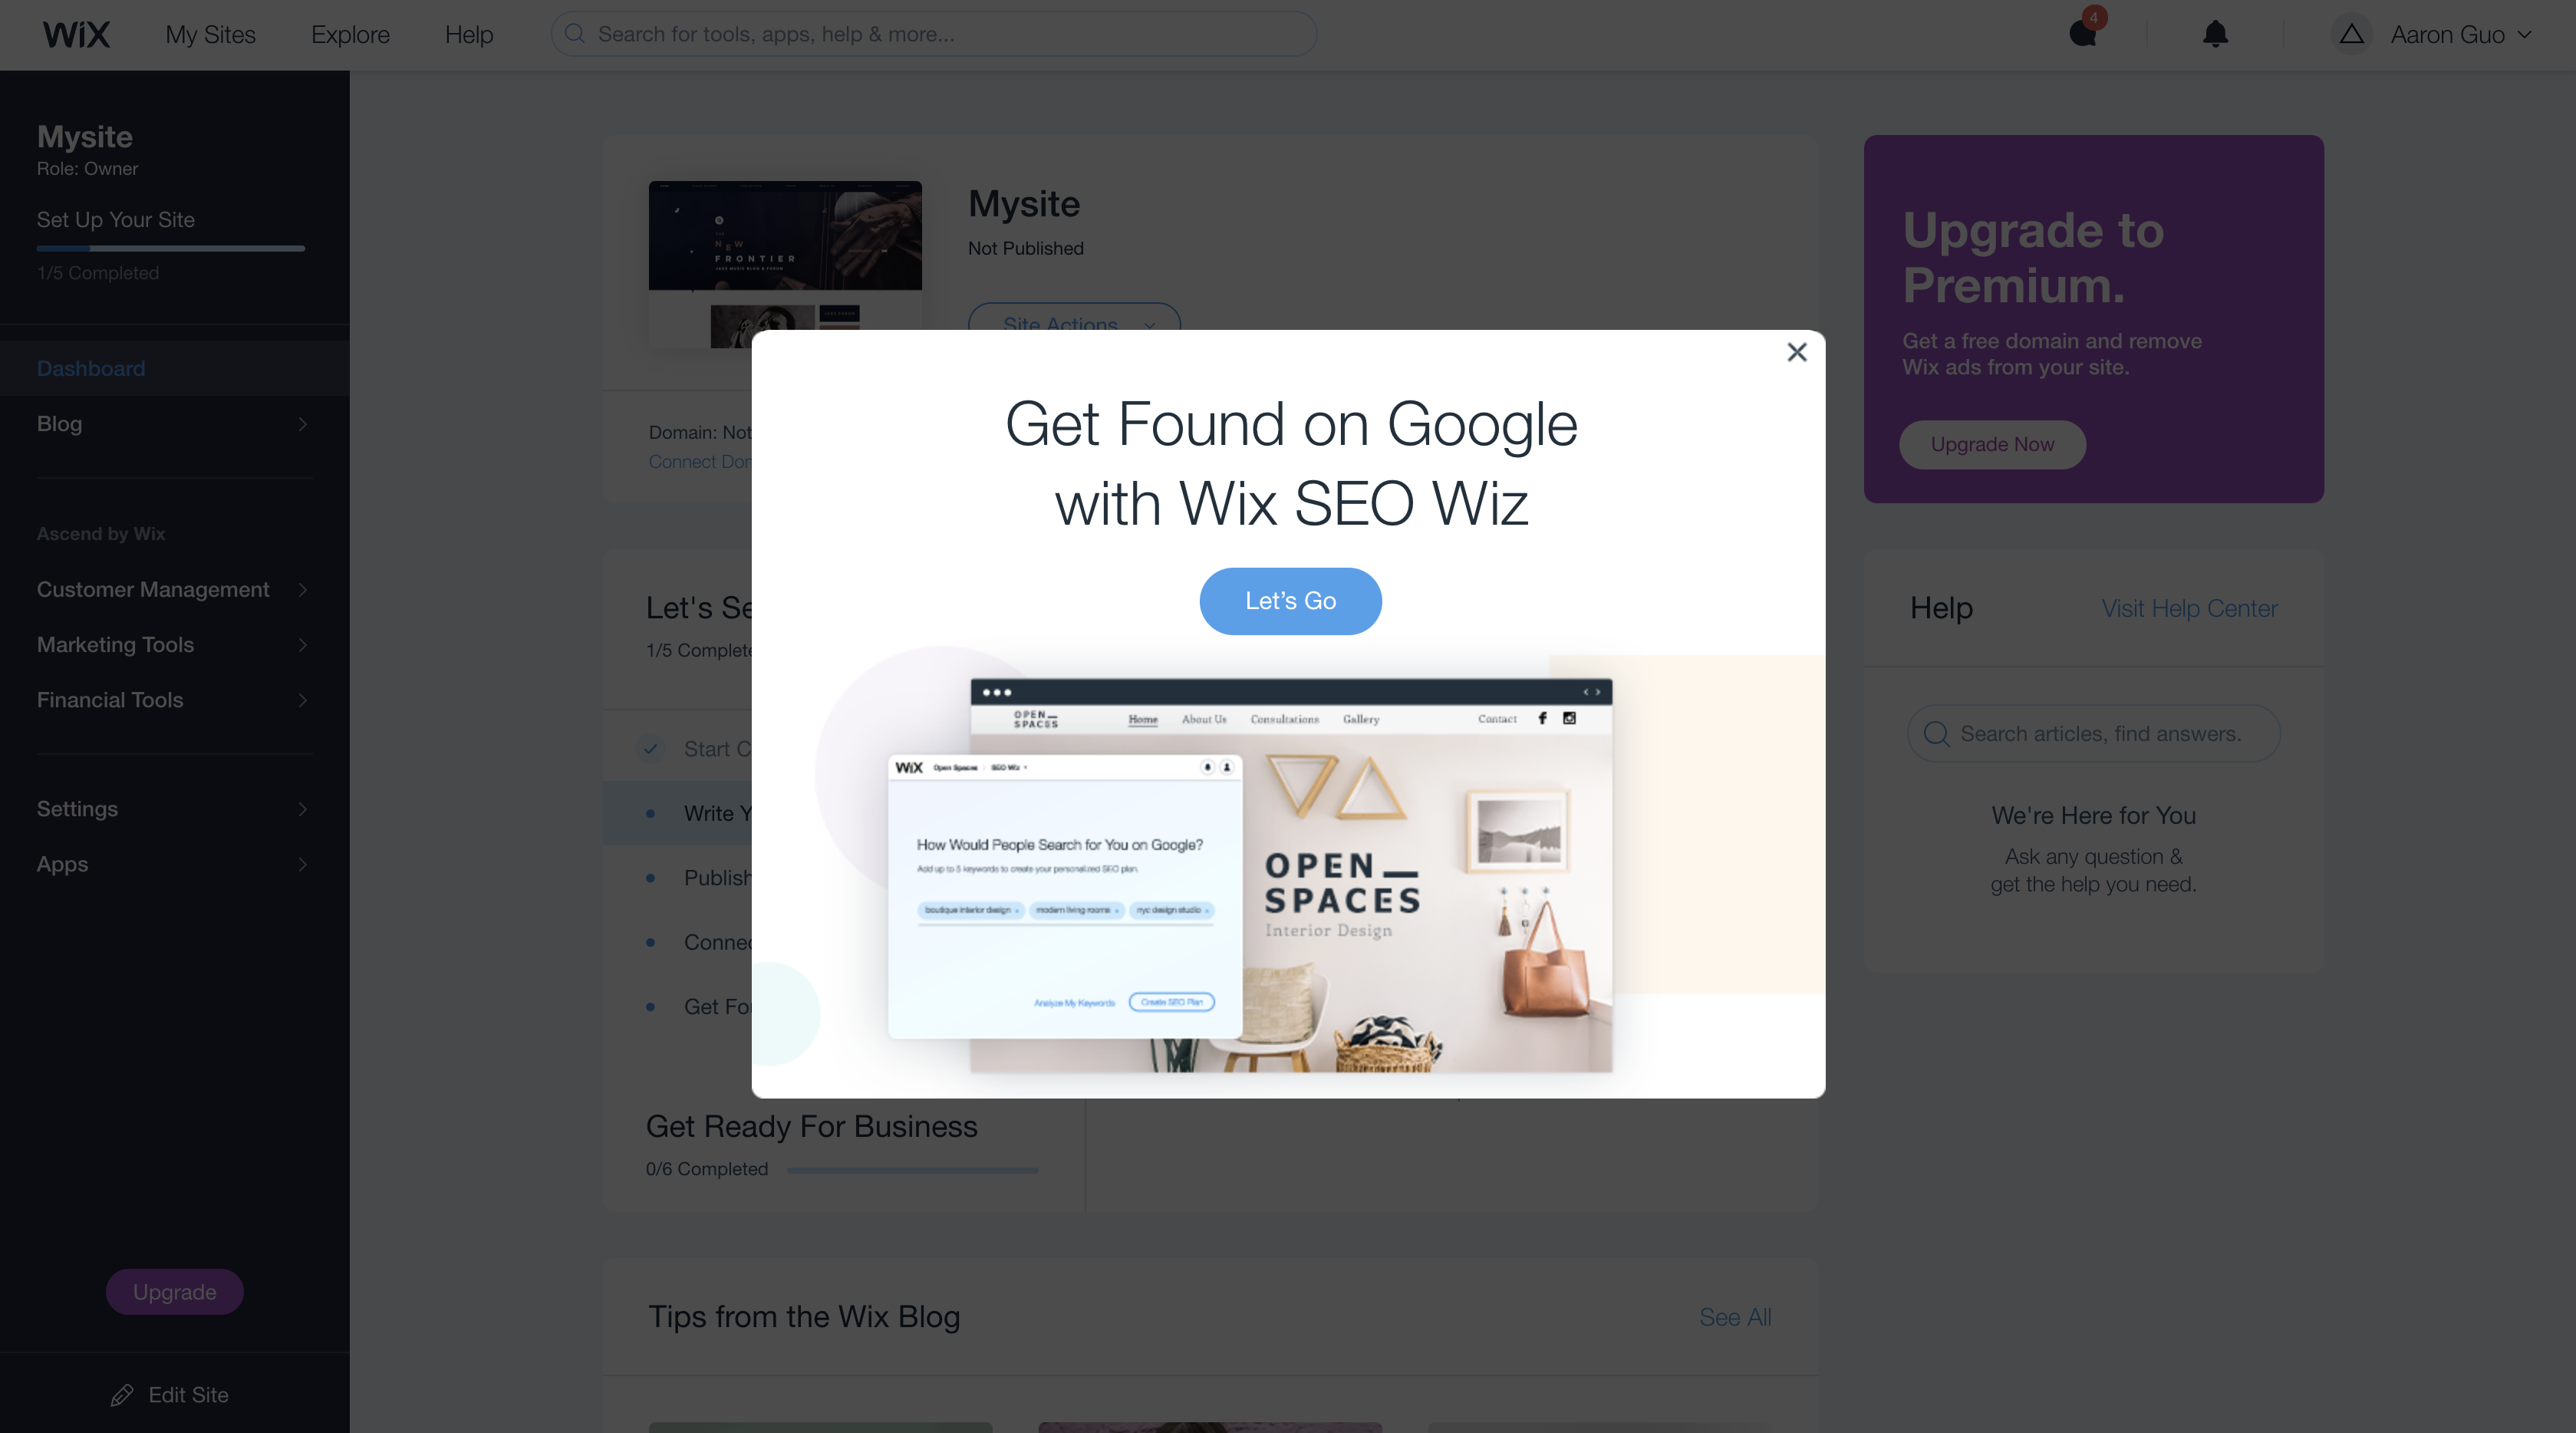 WiX
My Sites
Explore
Help
Search for tools, apps, help & more...
4
Aaron Guo
Mysite
Role: Owner
Set Up Your Site
1/5 Completed
Dashboard
Blog
Ascend by Wix
Customer Management
Marketing Tools
Financial Tools
Settings
Apps
Upgrade
Edit Site
NEW
FRONTIER
JAZZ MUSIC BLOG & FORUM
Mysite
Not Published
Site Actions
Domain: Not
Connect Dor
Let's Se
1/5 Complete
Start C
Write Y
Publish
Connec
Get Fo
Get Ready For Business
0/6 Completed
Get Found on Google
with Wix SEO Wiz
Let's Go
OPEN_
SPACES
Home
About Us
Consultations
Gallery
Contact
WiX
Open Spaces
SEO Wiz
How Would People Search for You on Google?
Add up to 5 keywords to create your personalized SEO plan.
boutique interior design
modern living rooms
nyc design studio
Analyze My Keywords
Create SEO Plan
OPEN_
SPACES
Interior Design
Tips from the Wix Blog
See All
Upgrade to
Premium.
Get a free domain and remove
Wix ads from your site.
Upgrade Now
Help
Visit Help Center
Search articles, find answers.
We're Here for You
Ask any question &
get the help you need.